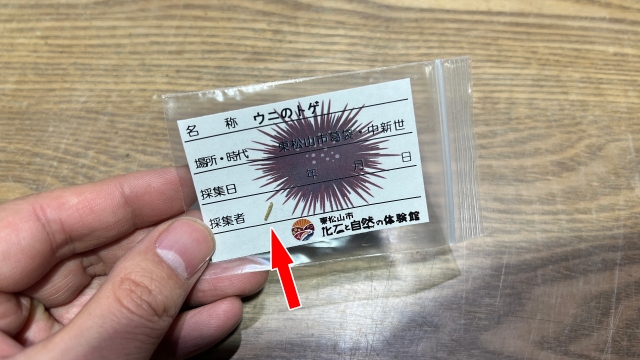 名 称 ウニのトゲ
場所・時代 東松山市葛袋・中新世
採集日 年 月 日
採集者
東松山市
化石と自然の体験館